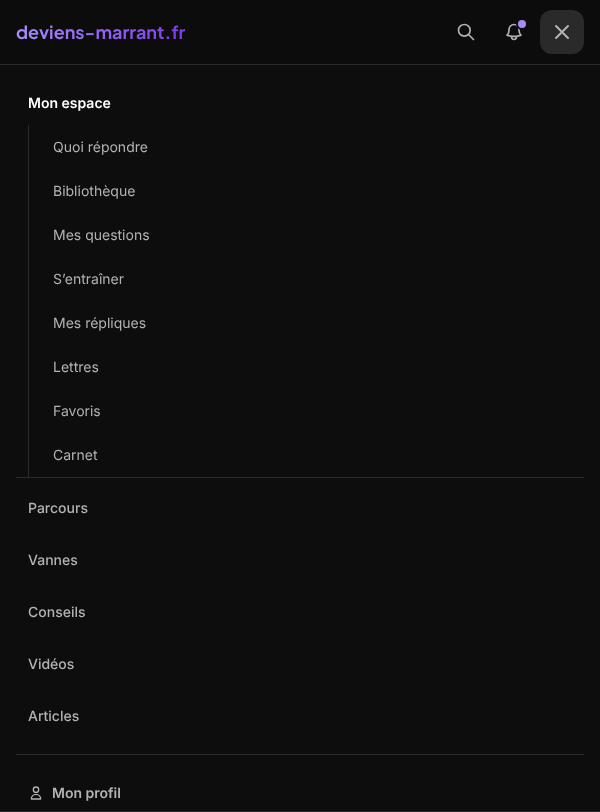 deviens-marrant.fr
Mon espace
Quoi répondre
Bibliothèque
Mes questions
S’entraîner
Mes répliques
Lettres
Favoris
Carnet
Parcours
Vannes
Conseils
Vidéos
Articles
Mon profil